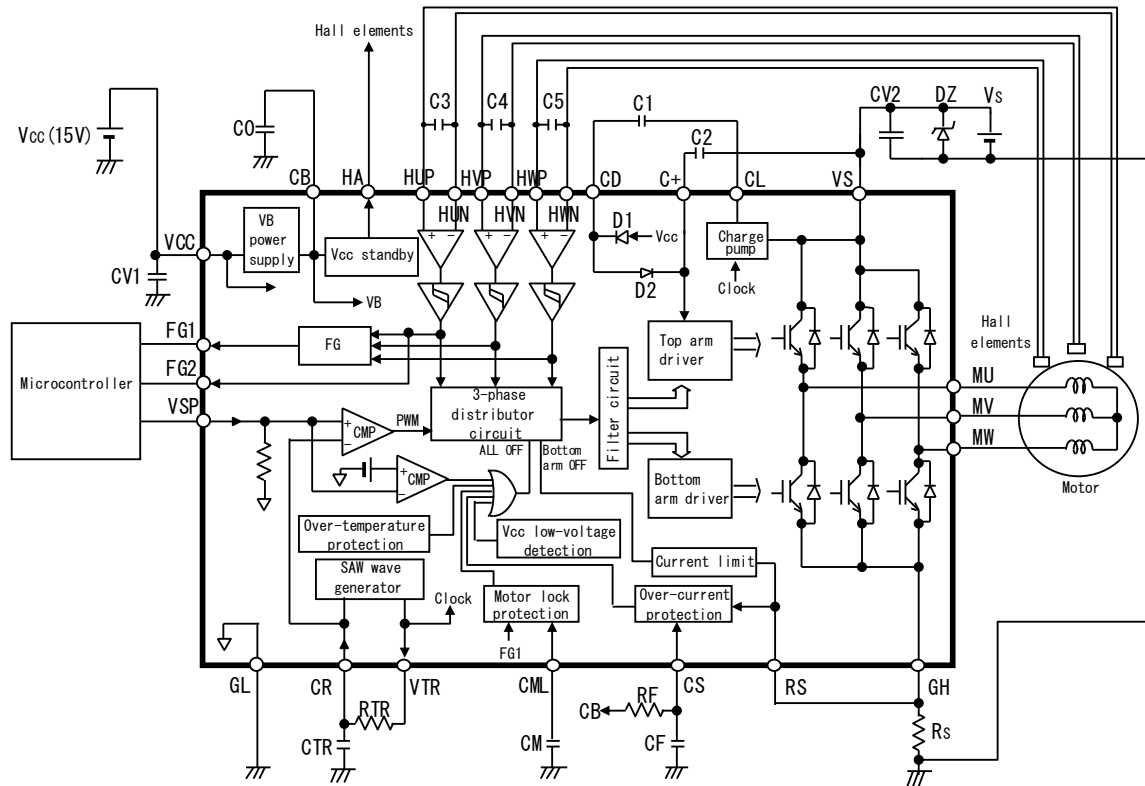 Hall elements
C3
C4
C5
C1
C2
CV2
DZ
Vs
Vcc(15V)
C0
CB
HA
HUP
HVP
HWP
CD
C+
CL
VS
HUN
HVN
HWN
VCC
VB power supply
Vcc standby
VB
CV1
D1
Vcc
D2
Charge pump
Clock
+ -
+ -
+ -
Microcontroller
FG1
FG
FG2
VSP
Top arm driver
Filter circuit
Hall elements
MU
MV
MW
Motor
3-phase distributor circuit
PWM
+
CMP
-
ALL OFF
Bottom arm OFF
+
CMP
-
Bottom arm driver
Over-temperature protection
Vcc low-voltage detection
Current limit
SAW wave generator
Clock
Motor lock protection
Over-current protection
FG1
GL
CR
VTR
CML
CS
RS
GH
RTR
CTR
CM
CB
RF
CF
Rs